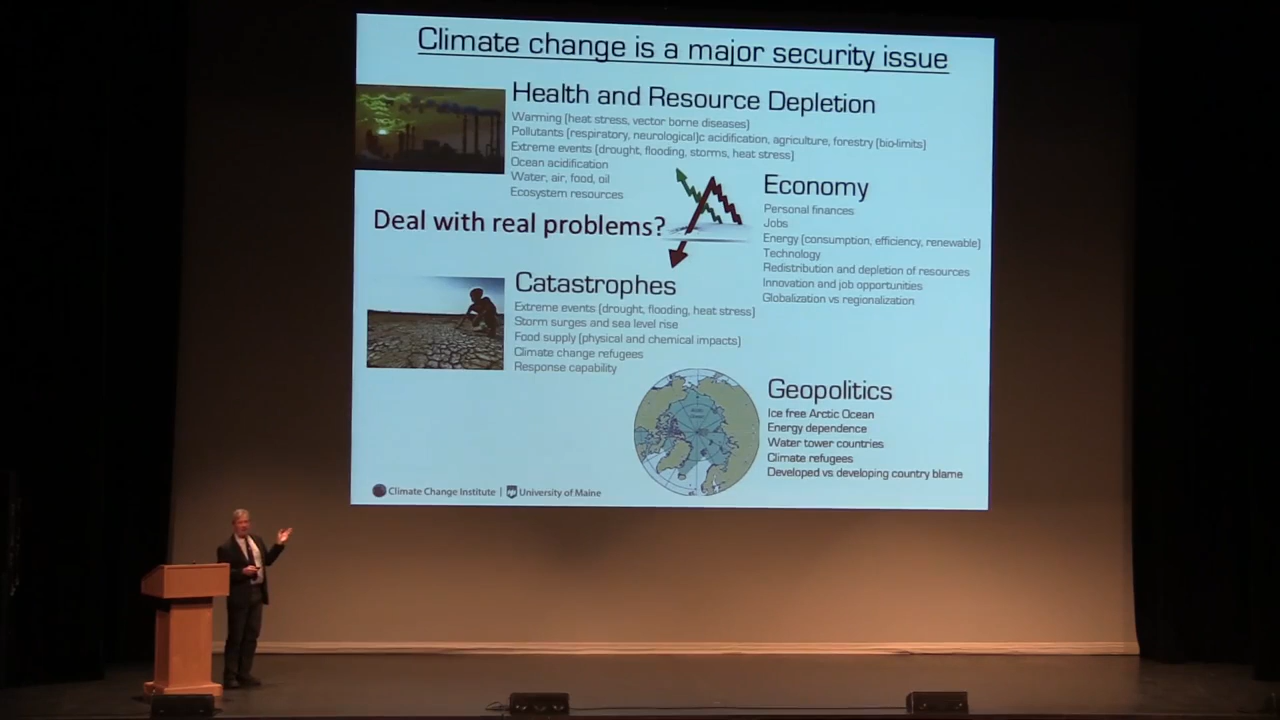 Climate change is a major security issue
Health and Resource Depletion
Warming (heat stress, vector borne diseases)
Pollutants (respiratory, neurological)c acidification, agriculture, forestry (bio-limits)
Extreme events (drought, flooding, storms, heat stress)
Ocean acidification
Water, air, food, oil
Ecosystem resources
Deal with real problems?
Economy
Personal finances
Jobs
Energy (consumption, efficiency, renewable)
Technology
Redistribution and depletion of resources
Innovation and job opportunities
Globalization vs regionalization
Catastrophes
Extreme events (drought, flooding, heat stress)
Storm surges and sea level rise
Food supply (physical and chemical impacts)
Climate change refugees
Response capability
Geopolitics
Ice free Arctic Ocean
Energy dependence
Water tower countries
Climate refugees
Developed vs developing country blame
Climate Change Institute | University of Maine